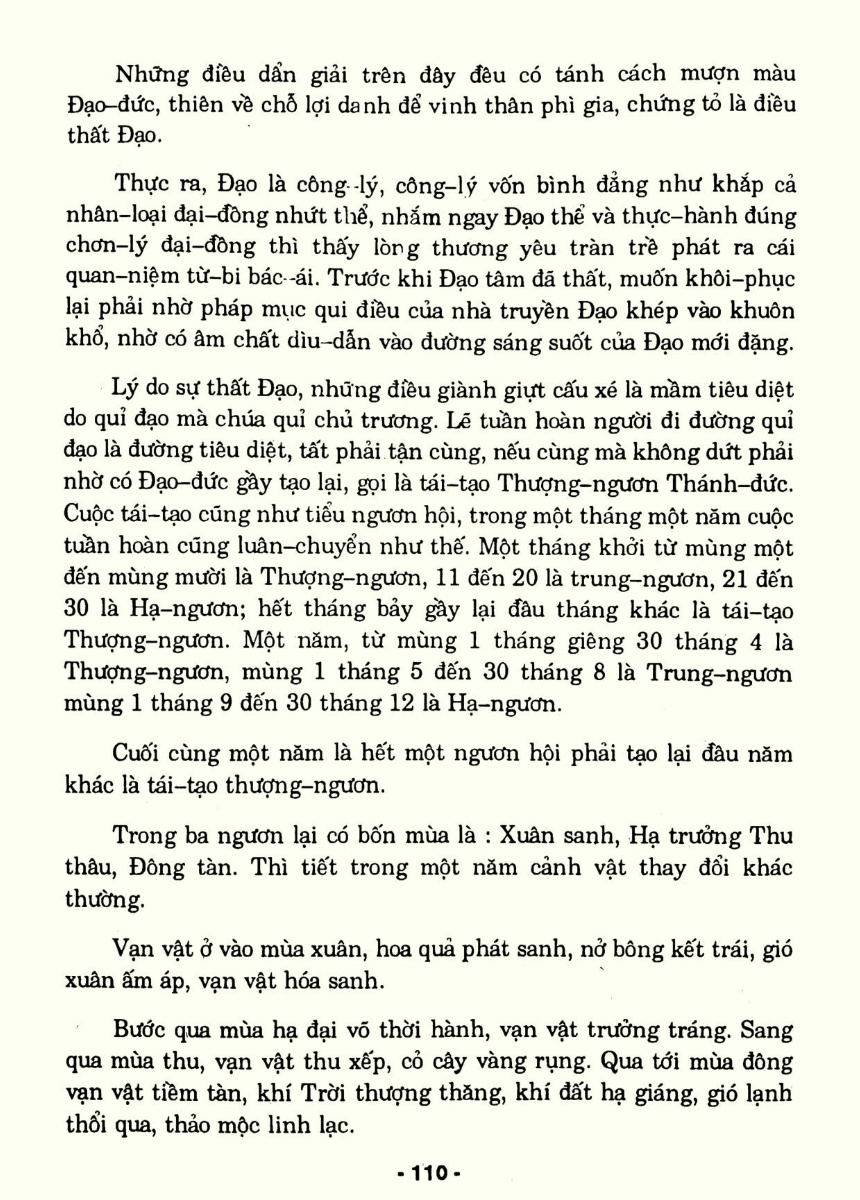 Những điều dẩn giải trên đây đêu có tánh cách mượn màu
Đạo–đức, thiên về chỗ lợi danh để vinh thân phì gia, chứng tỏ là điều
thất Đạo.
Thực ra, Đạo là công--lý, công–lý vốn bình đẳng như khắp cả
nhân–loại đại–đồng nhứt thể, nhắm ngay Đạo thể và thực–hành đúng
chơn–lý đại–đồng thì thấy lòng thương yêu tràn trề phát ra cái
quan–niệm từ–bi bác--ái. Trước khi Đạo tâm đã thất, muốn khôi–phục
lại phải nhờ pháp mục qui điều của nhà truyền Đạo khép vào khuôn
khổ, nhờ có âm chất dìu–dẫn vào đường sáng suốt của Đạo mới đặng.
Lý do sự thất Đạo, những điều giành giựt cấu xé là mầm tiêu diệt
do quỉ đạo mà chúa quỉ chủ trương. Lẽ tuần hoàn người đi đường quỉ
đạo là đường tiêu diệt, tất phải tận cùng, nếu cùng mà không dứt phải
nhờ có Đạo–đức gầy tạo lại, gọi là tái–tạo Thượng–ngươn Thánh–đức.
Cuộc tái–tạo cũng như tiểu ngươn hội, trong một tháng một năm cuộc
tuần hoàn cũng luân–chuyển như thế. Một tháng khởi từ mùng một
đến mùng mười là Thượng–ngươn, 11 đến 20 là trung–ngươn, 21 đến
30 là Hạ–ngươn; hết tháng bảy gầy lại đầu tháng khác là tái–tạo
Thượng–ngươn. Một năm, từ mùng 1 tháng giêng 30 tháng 4 là
Thượng–ngươn, mùng 1 tháng 5 đến 30 tháng 8 là Trung–ngươn
mùng 1 tháng 9 đến 30 tháng 12 là Hạ–ngươn.
Cuối cùng một năm là hết một ngươn hội phải tạo lại đầu năm
khác là tái–tạo thượng–ngươn.
Trong ba ngươn lại có bốn mùa là : Xuân sanh, Hạ trưởng Thu
thâu, Đông tàn. Thì tiết trong một năm cảnh vật thay đổi khác
thường.
Vạn vật ở vào mùa xuân, hoa quả phát sanh, nở bông kết trái, gió
xuân ấm áp, vạn vật hóa sanh.
Bước qua mùa hạ đại võ thời hành, vạn vật trưởng tráng. Sang
qua mùa thu, vạn vật thu xếp, cỏ cây vàng rụng. Qua tới mùa đông
vạn vật tiềm tàn, khí Trời thượng thăng, khí đất hạ giáng, gió lạnh
thổi qua, thảo mộc linh lạc.
- 110 -